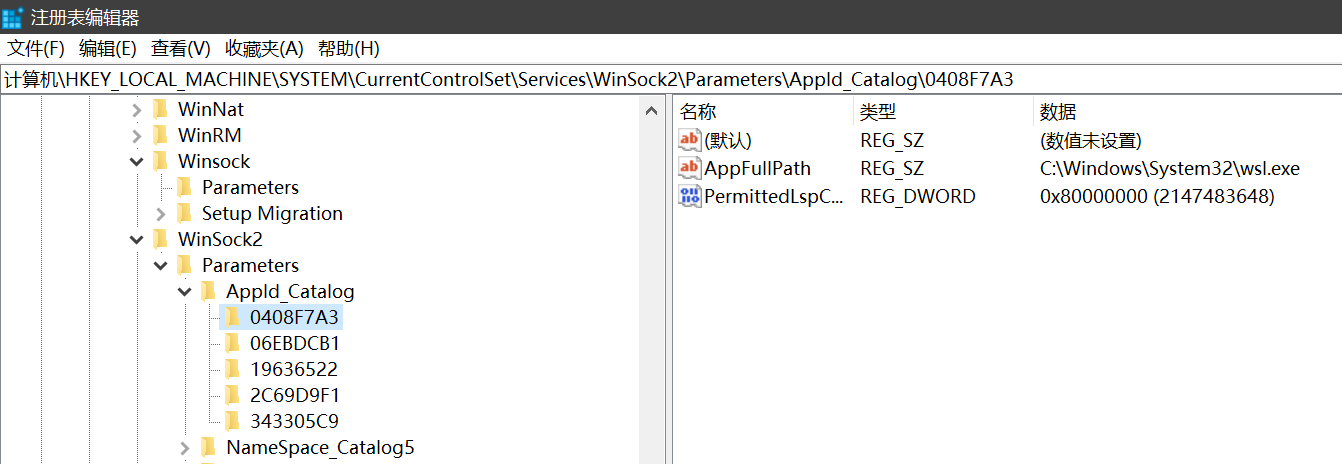 注册表编辑器
文件(F) 编辑(E) 查看(V) 收藏夹(A) 帮助(H)
计算机\HKEY_LOCAL_MACHINE\SYSTEM\CurrentControlSet\Services\WinSock2\Parameters\AppId_Catalog\0408F7A3
WinNat
WinRM
Winsock
Parameters
Setup Migration
WinSock2
Parameters
AppId_Catalog
0408F7A3
06EBDCB1
19636522
2C69D9F1
343305C9
NameSpace_Catalog5
名称 类型 数据
(默认) REG_SZ (数值未设置)
AppFullPath REG_SZ C:\Windows\System32\wsl.exe
PermittedLspC... REG_DWORD 0x80000000 (2147483648)